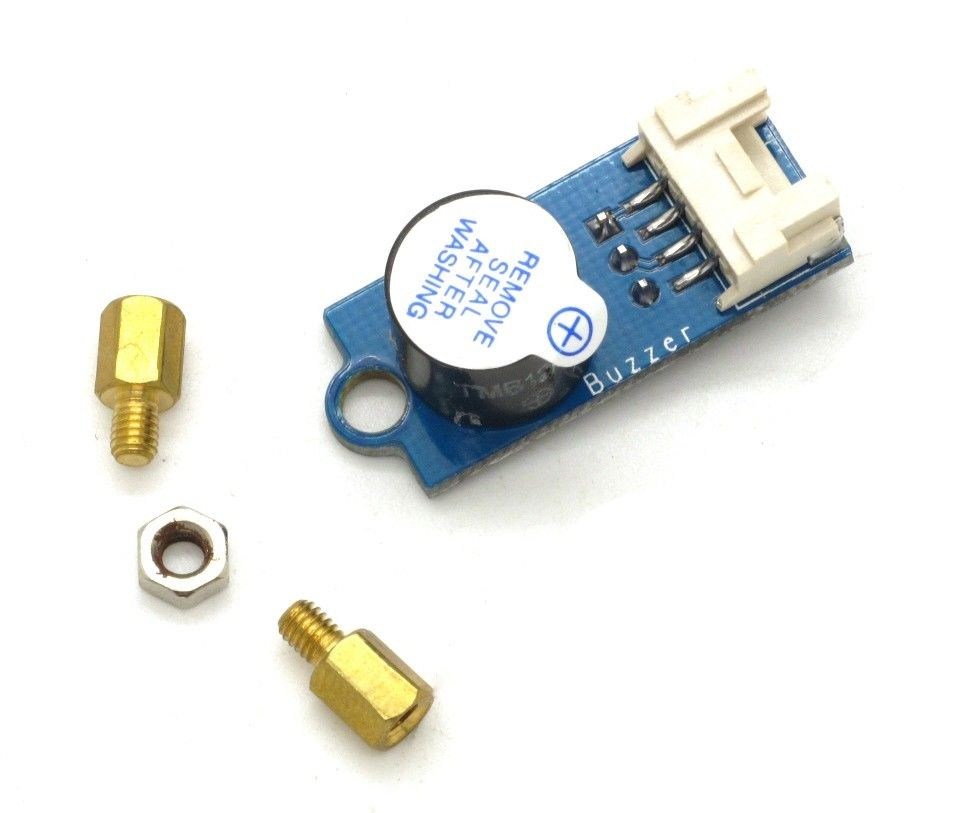 REMOVE
SEAL
AFTER
WASHING
+
Buzzer